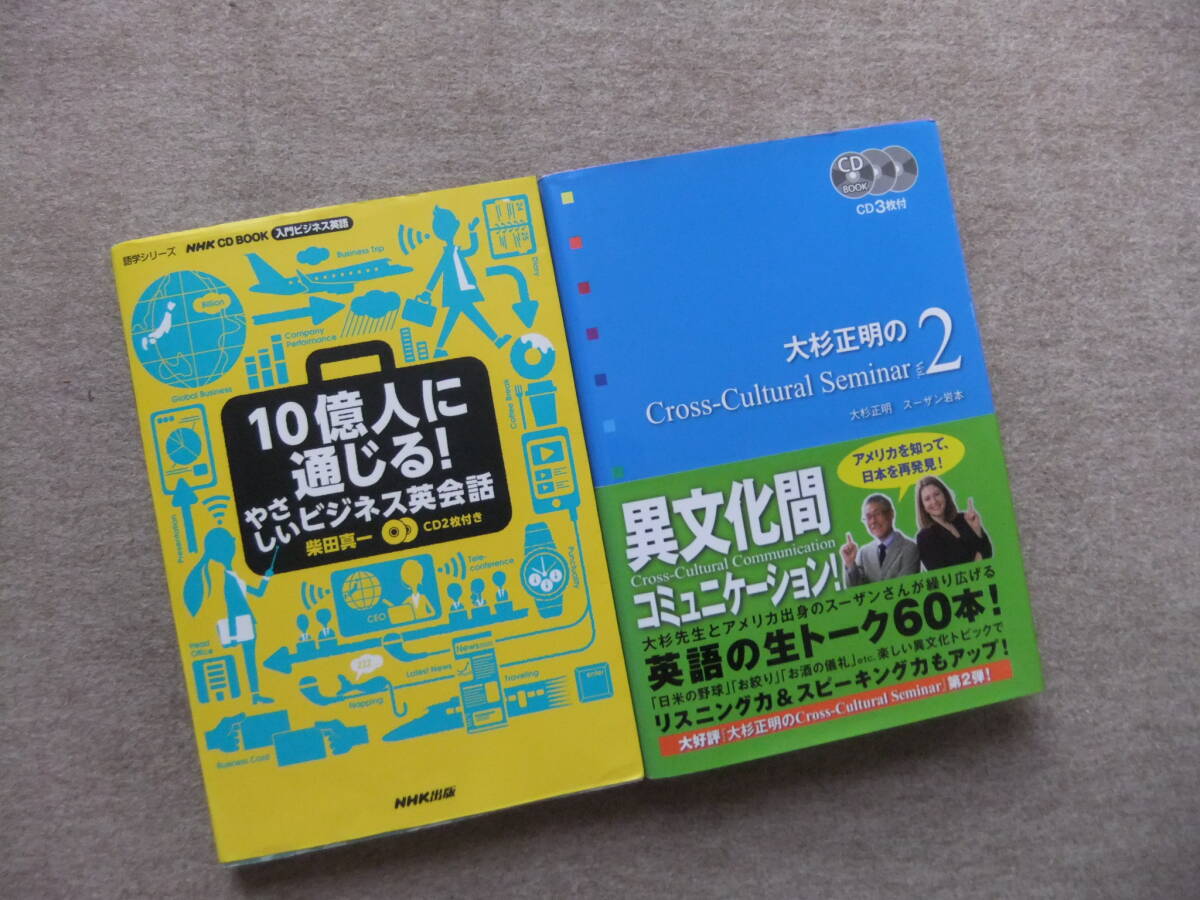 語学シリーズ NHK CD BOOK 入門ビジネス英語
Business Trip
Diary
Billion
Company
Performance
Global Business
Coffee Break
10億人に
通じる!
やさしいビジネス英会話
柴田真一 CD2枚付き
Presentation
Tele-
conference
Punctuality
CEO
Head
Office
zzz
Napping
Latest News
News
Traveling
enter
Business Card
NHK出版
CD
BOOK
CD3枚付
大杉正明の
Cross-Cultural Seminar Vol. 2
大杉正明 スーザン岩本
アメリカを知って、
日本を再発見!
異文化間
Cross-Cultural Communication
コミュニケーション!
大杉先生とアメリカ出身のスーザンさんが繰り広げる
英語の生トーク60本!
「日米の野球」「お絞り」「お酒の儀礼」etc. 楽しい異文化トピックで
リスニング力&スピーキング力もアップ!
大好評『大杉正明のCross-Cultural Seminar』第2弾!